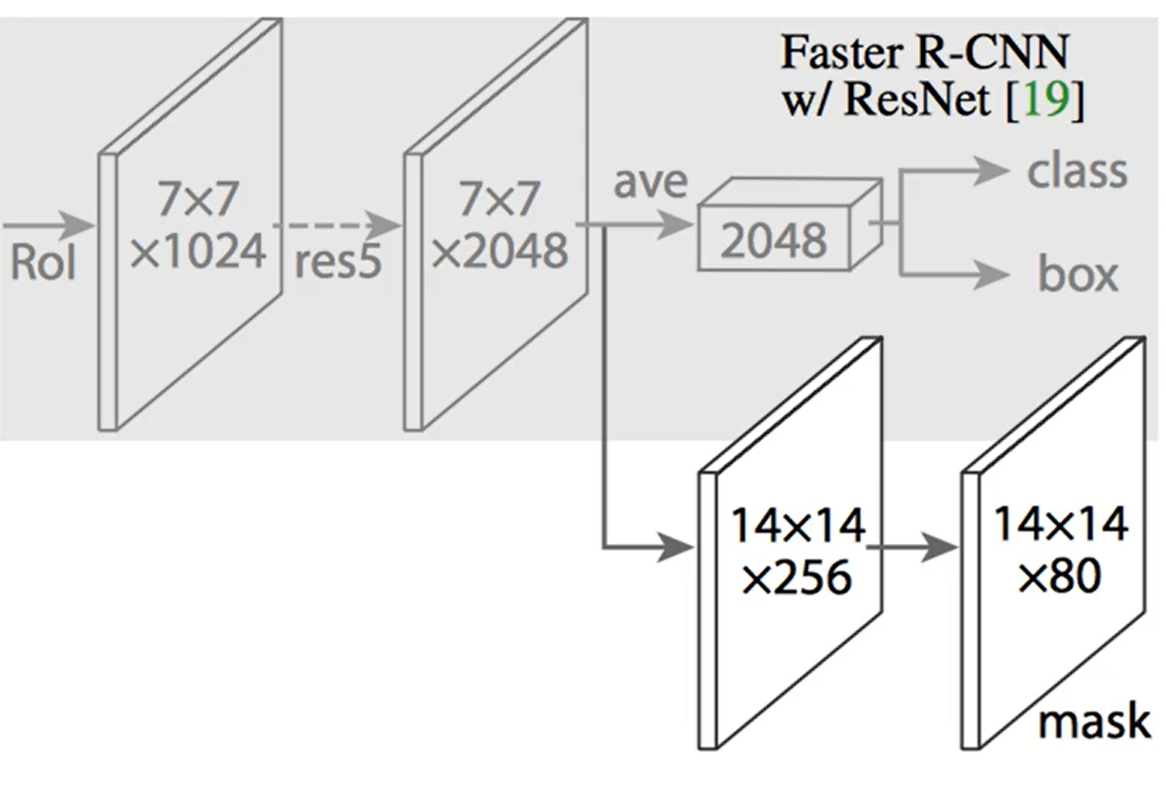 Faster R-CNN
w/ ResNet [19]
RoI
7×7
×1024
res5
7×7
×2048
ave
2048
class
box
14×14
×256
14×14
×80
mask